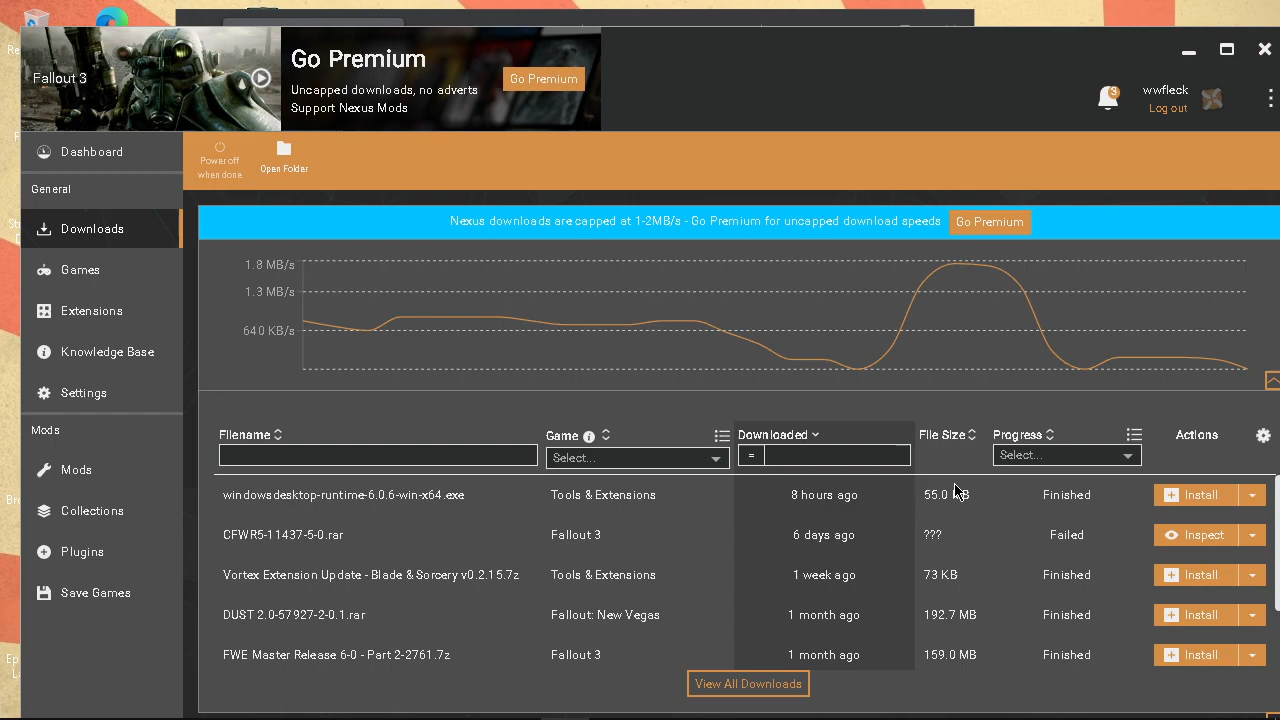 Go Premium
Fallout 3
Uncapped downloads, no adverts
Go Premium
Support Nexus Mods
3
wwfleck
Log out
Dashboard
Power off
when done
Open Folder
General
Downloads
Nexus downloads are capped at 1-2MB/s - Go Premium for uncapped download speeds
Go Premium
Games
Extensions
Knowledge Base
Settings
1.8 MB/s
1.3 MB/s
640 KB/s
Mods
Mods
Collections
Plugins
Save Games
Filename Game Downloaded File Size Progress Actions
Select... = Select...
windowsdesktop-runtime-6.0.6-win-x64.exe Tools & Extensions 8 hours ago 55.0 Finished Install
CFWR5-11437-5-0.rar Fallout 3 6 days ago ??? Failed Inspect
Vortex Extension Update - Blade & Sorcery v0.2.15.7z Tools & Extensions 1 week ago 73 KB Finished Install
DUST 2.0-57927-2-0.1.rar Fallout: New Vegas 1 month ago 192.7 MB Finished Install
FWE Master Release 6-0 - Part 2-2761.7z Fallout 3 1 month ago 159.0 MB Finished Install
View All Downloads